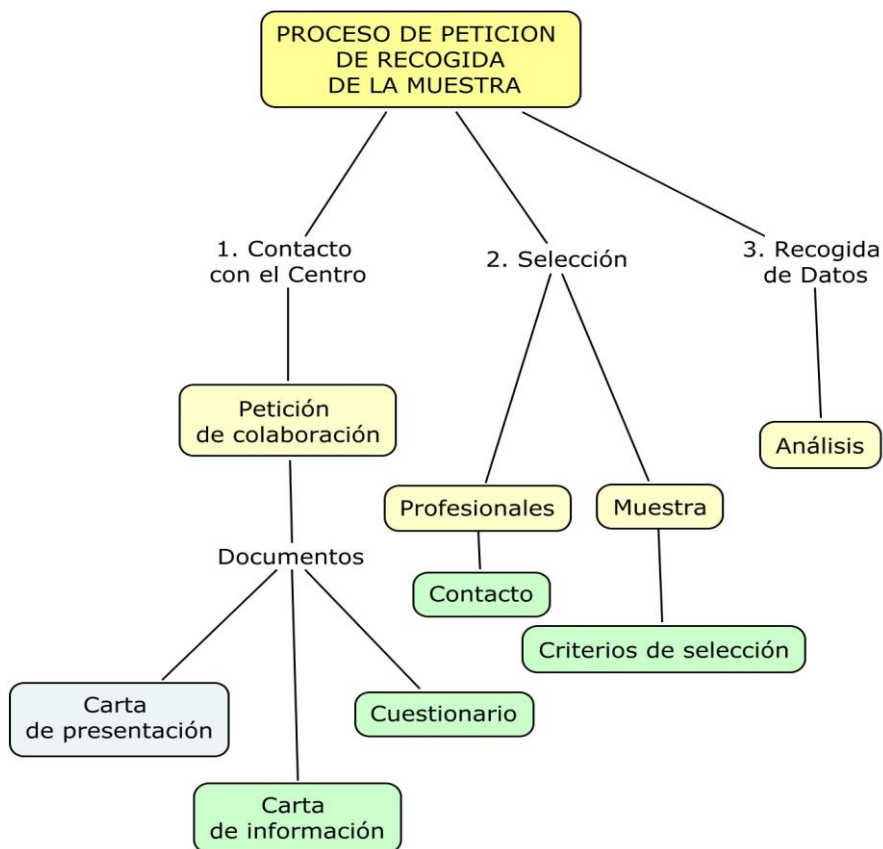 PROCESO DE PETICION
DE RECOGIDA
DE LA MUESTRA
1. Contacto
con el Centro
2. Selección
3. Recogida
de Datos
Petición
de colaboración
Análisis
Profesionales
Muestra
Documentos
Contacto
Criterios de selección
Carta
de presentación
Cuestionario
Carta
de información